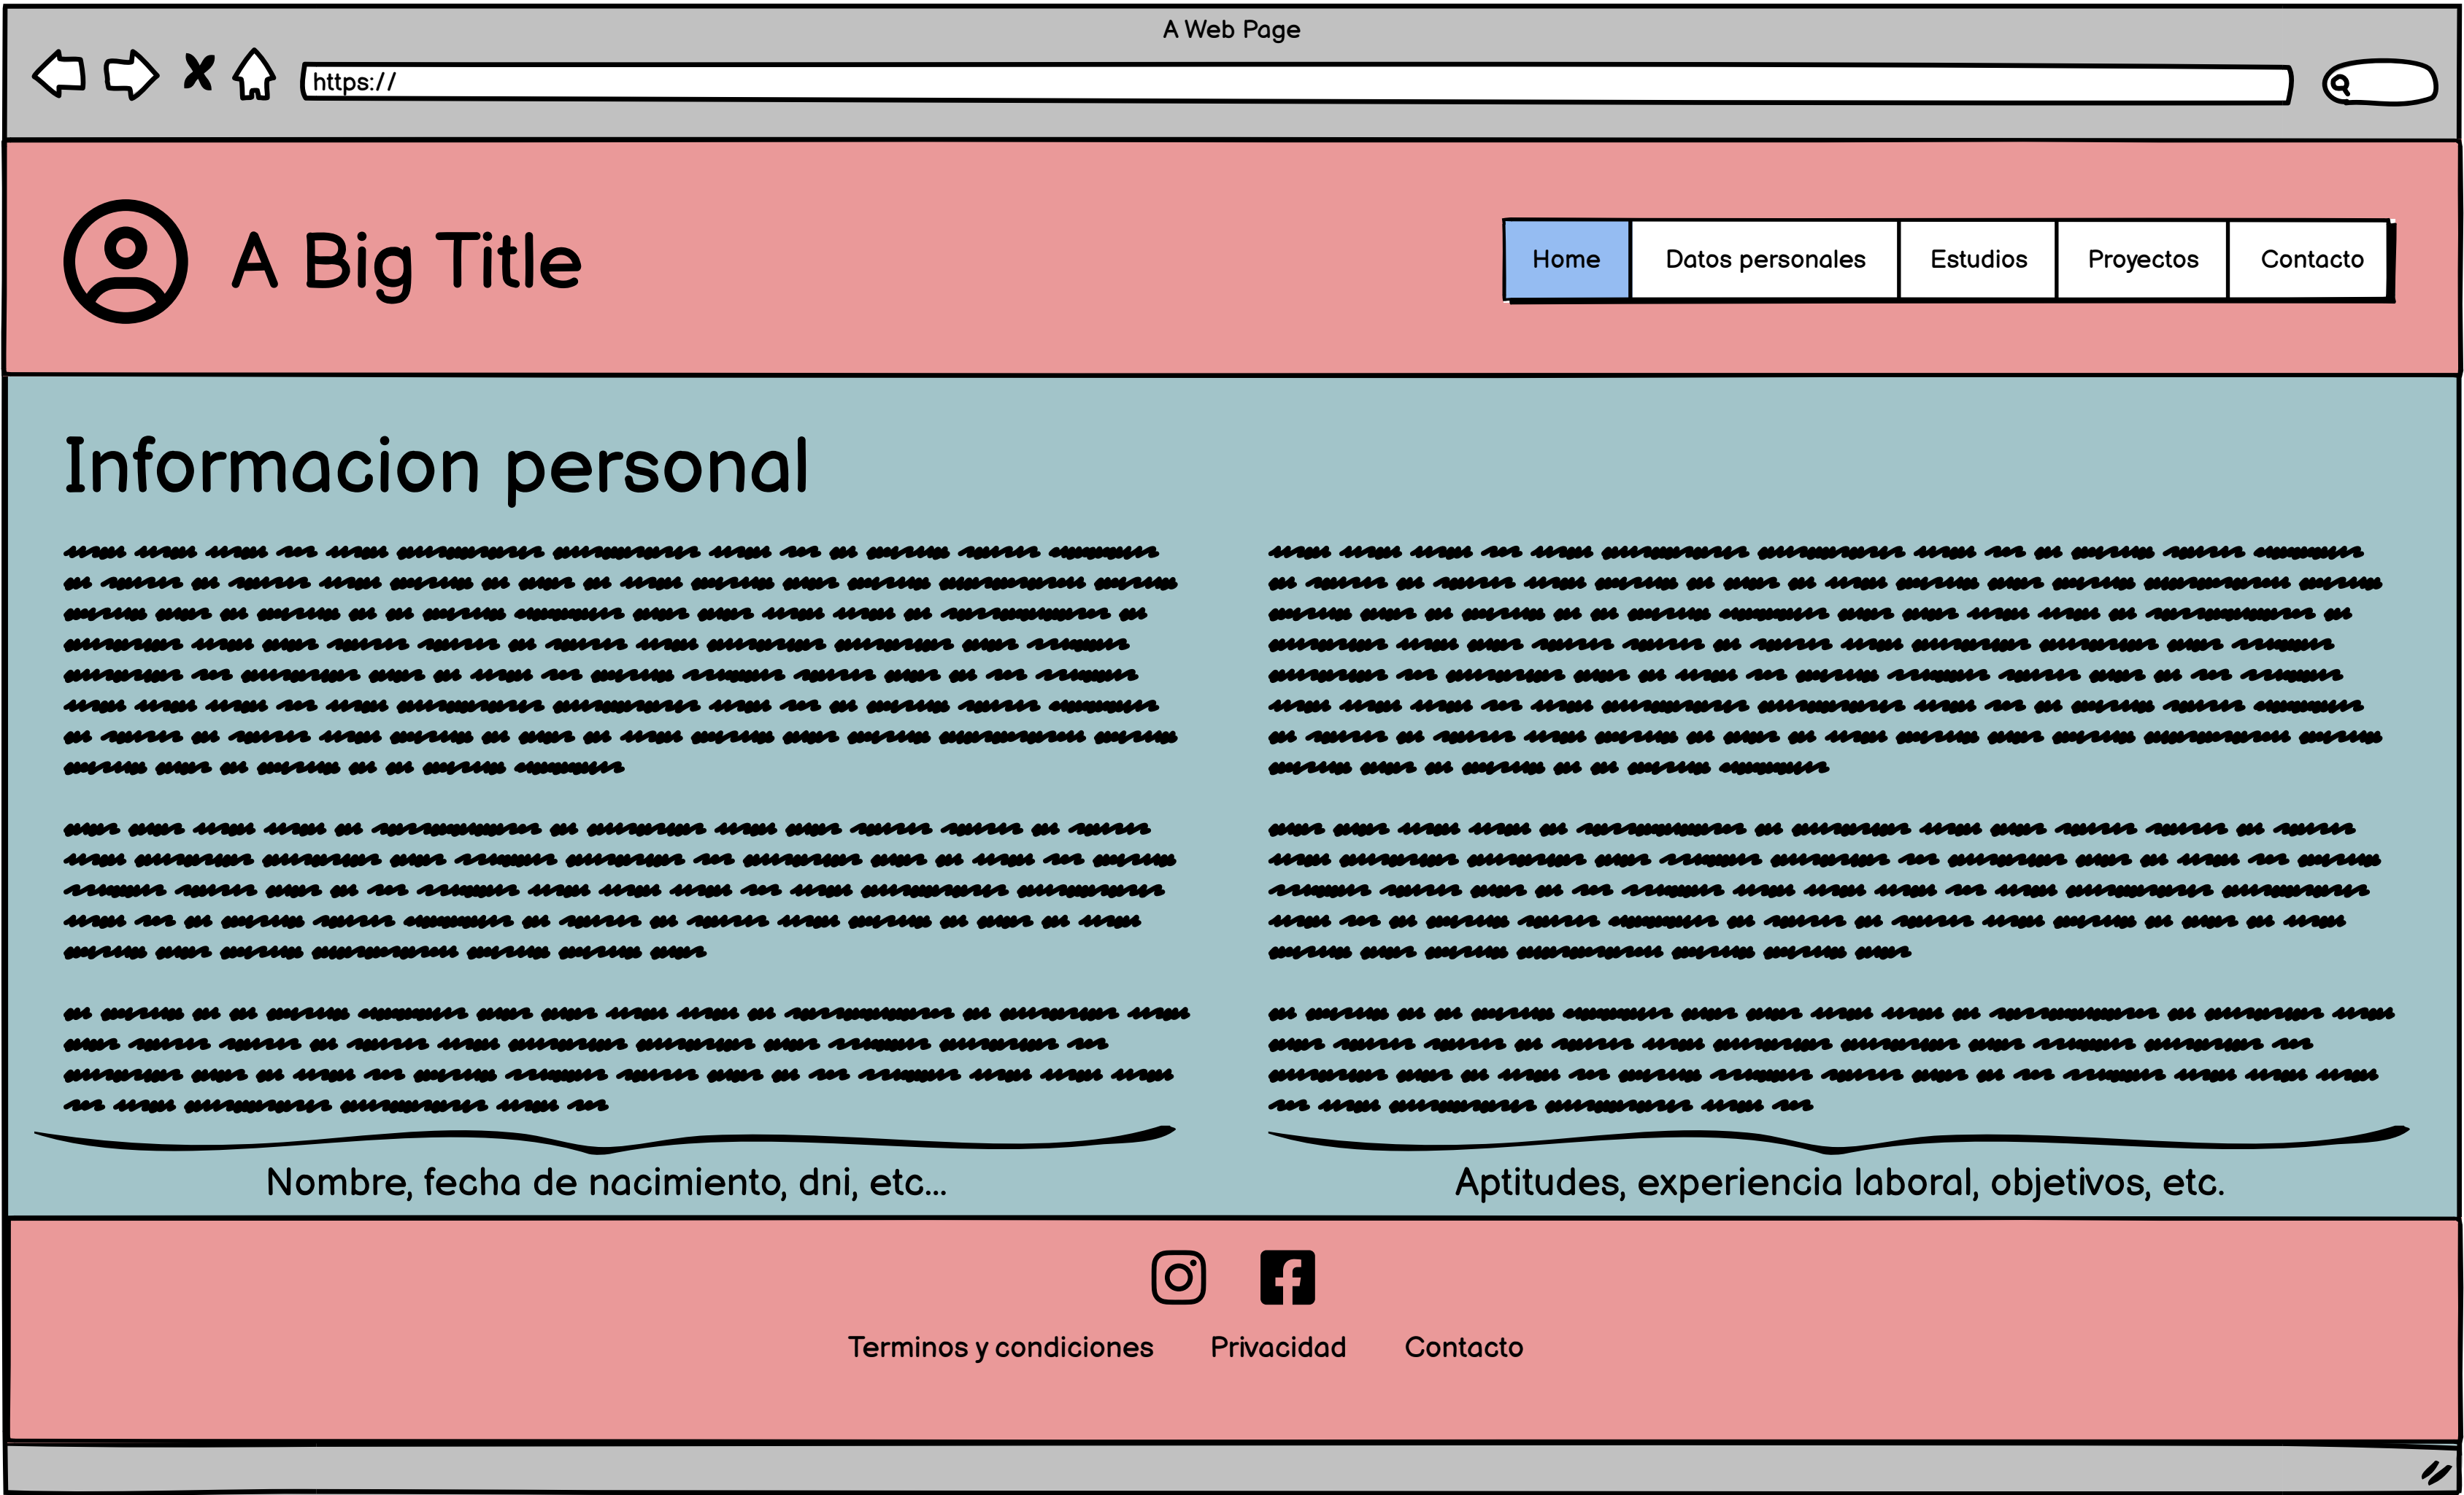 A Web Page
https://
A Big Title
Home Datos personales Estudios Proyectos Contacto
Informacion personal
Nombre, fecha de nacimiento, dni, etc...
Aptitudes, experiencia laboral, objetivos, etc.
Terminos y condiciones Privacidad Contacto